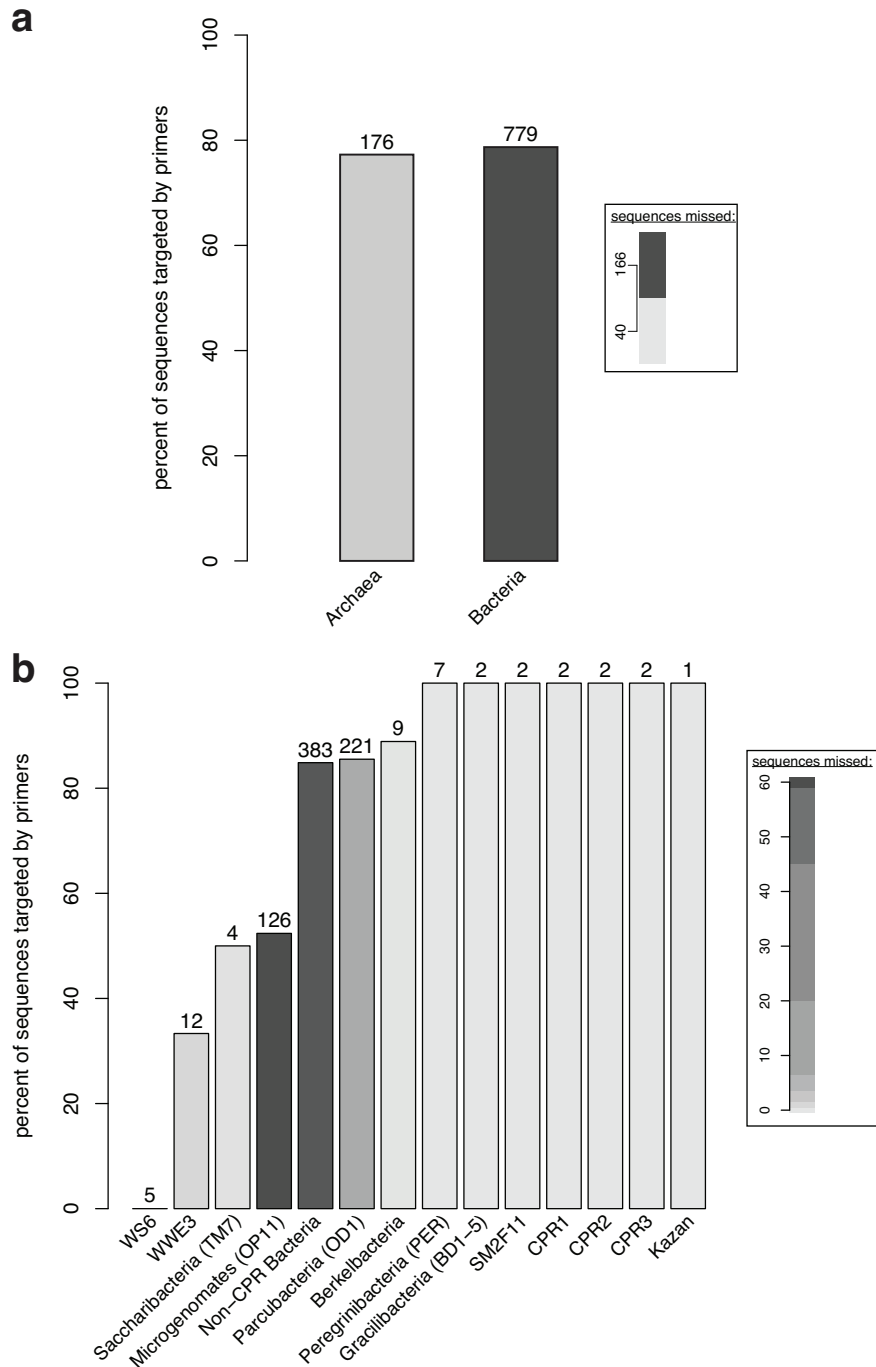 a
percent of sequences targeted by primers
100
80
60
40
20
0
176
779
Archaea
Bacteria
sequences missed:
166
40
b
percent of sequences targeted by primers
100
80
60
40
20
0
5
12
4
126
383
221
9
7
2
2
2
2
2
1
WS6
WWE3
Saccharibacteria (TM7)
Microgenomates (OP11)
Non−CPR Bacteria
Parcubacteria (OD1)
Berkelbacteria
Peregrinibacteria (PER)
Gracilibacteria (BD1−5)
SM2F11
CPR1
CPR2
CPR3
Kazan
sequences missed:
60
50
40
30
20
10
0